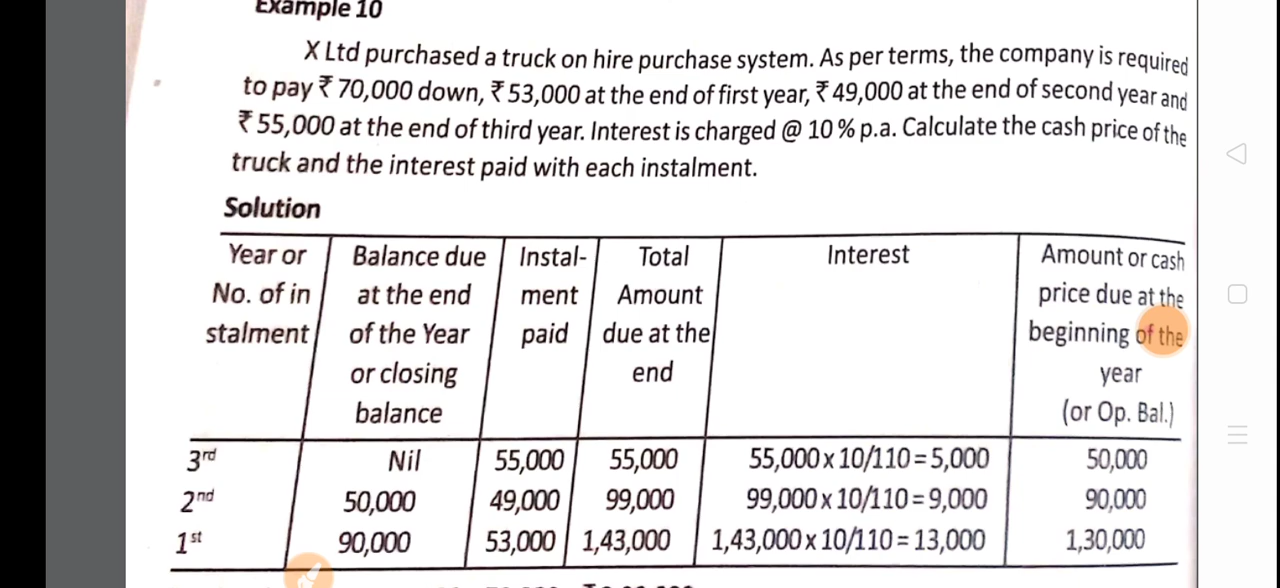 Example 10
X Ltd purchased a truck on hire purchase system. As per terms, the company is required
to pay ₹ 70,000 down, ₹ 53,000 at the end of first year, ₹ 49,000 at the end of second year and
₹ 55,000 at the end of third year. Interest is charged @ 10 % p.a. Calculate the cash price of the
truck and the interest paid with each instalment.
Solution
Year or Balance due Instal- Total Interest Amount or cash
No. of in at the end ment Amount price due at the
stalment of the Year paid due at the beginning of the
or closing end year
balance (or Op. Bal.)
3rd Nil 55,000 55,000 55,000 x 10/110 = 5,000 50,000
2nd 50,000 49,000 99,000 99,000 x 10/110 = 9,000 90,000
1st 90,000 53,000 1,43,000 1,43,000 x 10/110 = 13,000 1,30,000